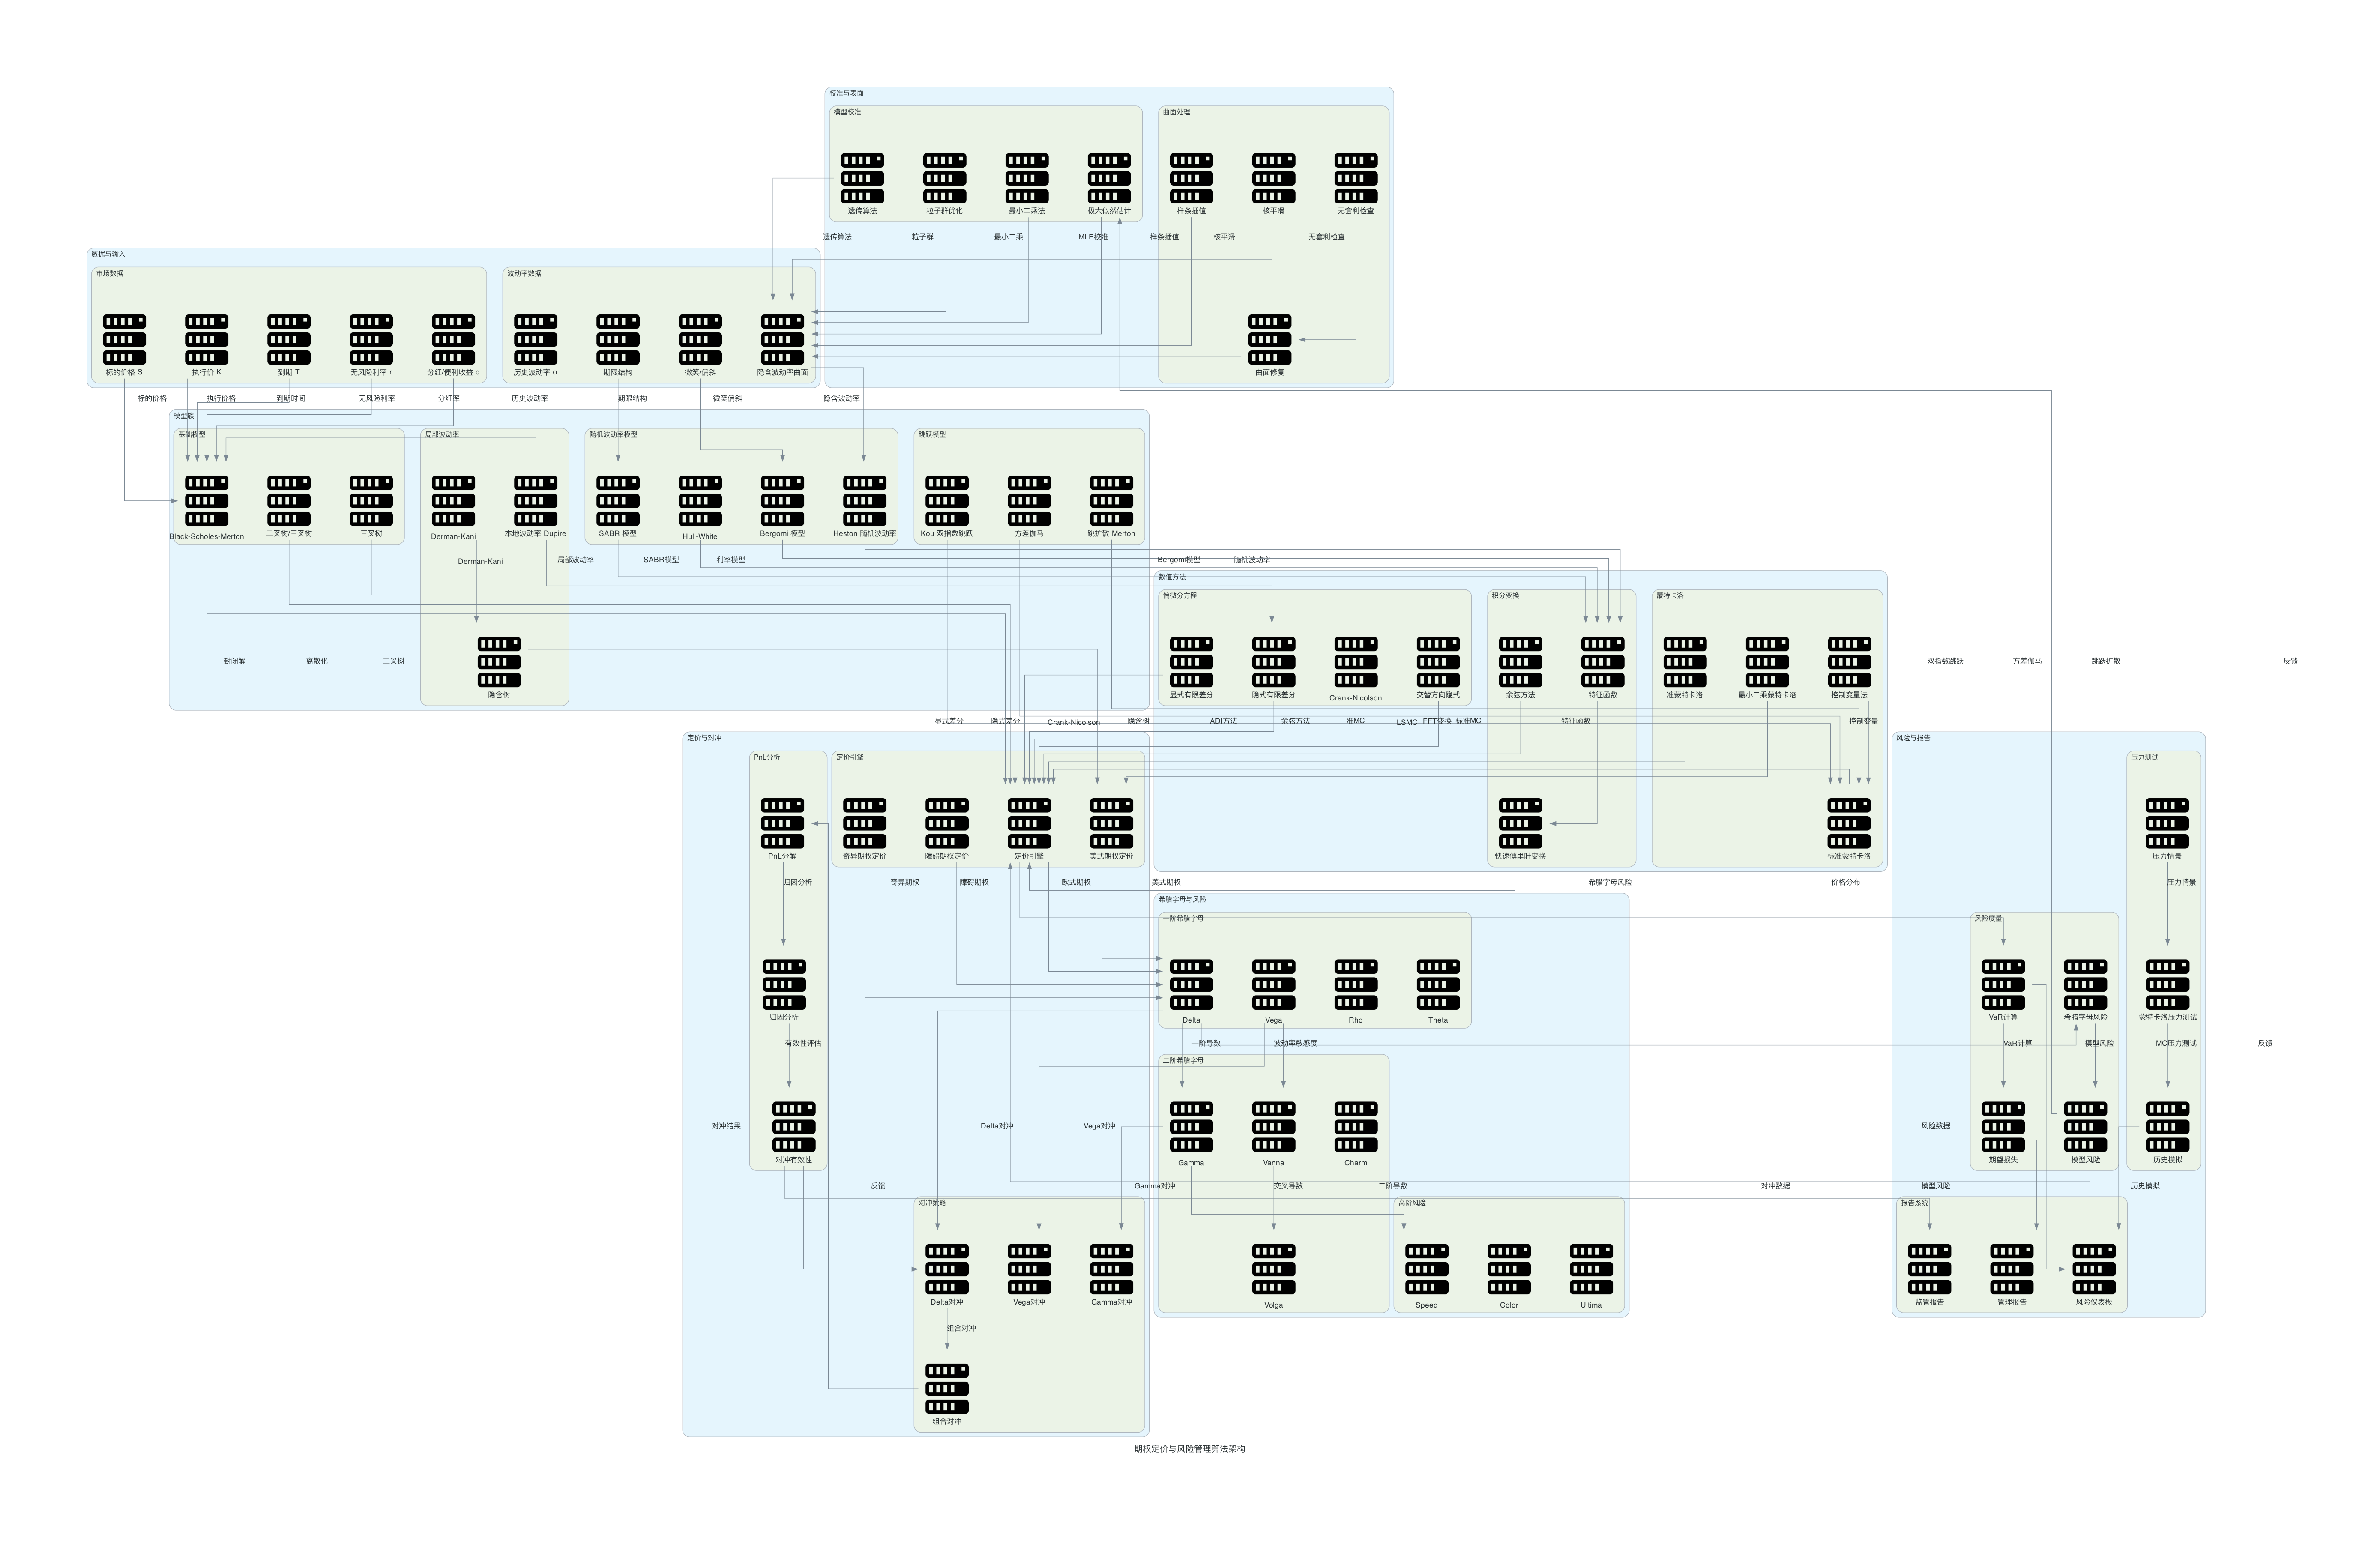 校准与表面
模型校准
曲面处理
遗传算法
粒子群优化
最小二乘法
极大似然估计
样条插值
核平滑
无套利检查
遗传算法
粒子群
最小二乘
MLE校准
样条插值
核平滑
无套利检查
数据与输入
市场数据
波动率数据
标的价格 S
执行价 K
到期 T
无风险利率 r
分红/便利收益 q
历史波动率 σ
期限结构
微笑/偏斜
隐含波动率曲面
曲面修复
标的价格
执行价格
到期时间
无风险利率
分红率
历史波动率
期限结构
微笑偏斜
隐含波动率
模型族
基础模型
局部波动率
随机波动率模型
跳跃模型
Black-Scholes-Merton
二叉树/三叉树
三叉树
Derman-Kani
本地波动率 Dupire
SABR 模型
Hull-White
Bergomi 模型
Heston 随机波动率
Kou 双指数跳跃
方差伽马
跳扩散 Merton
Derman-Kani
局部波动率
SABR模型
利率模型
Bergomi模型
随机波动率
数值方法
偏微分方程
积分变换
蒙特卡洛
封闭解
离散化
三叉树
隐含树
显式有限差分
隐式有限差分
Crank-Nicolson
交替方向隐式
余弦方法
特征函数
准蒙特卡洛
最小二乘蒙特卡洛
控制变量法
双指数跳跃
方差伽马
跳跃扩散
反馈
显式差分
隐式差分
Crank-Nicolson
隐含树
ADI方法
余弦方法
准MC
LSMC
FFT变换
标准MC
特征函数
控制变量
定价与对冲
PnL分析
定价引擎
风险与报告
压力测试
PnL分解
奇异期权定价
障碍期权定价
定价引擎
美式期权定价
快速傅里叶变换
标准蒙特卡洛
压力情景
归因分析
奇异期权
障碍期权
欧式期权
美式期权
希腊字母风险
价格分布
压力情景
希腊字母与风险
一阶希腊字母
风险度量
归因分析
Delta
Vega
Rho
Theta
VaR计算
希腊字母风险
蒙特卡洛压力测试
有效性评估
一阶导数
波动率敏感度
VaR计算
模型风险
MC压力测试
反馈
二阶希腊字母
对冲结果
Delta对冲
Vega对冲
风险数据
对冲有效性
Gamma
Vanna
Charm
期望损失
模型风险
历史模拟
反馈
Gamma对冲
交叉导数
二阶导数
对冲数据
模型风险
历史模拟
对冲策略
高阶风险
报告系统
Delta对冲
Vega对冲
Gamma对冲
Volga
Speed
Color
Ultima
监管报告
管理报告
风险仪表板
组合对冲
组合对冲
期权定价与风险管理算法架构